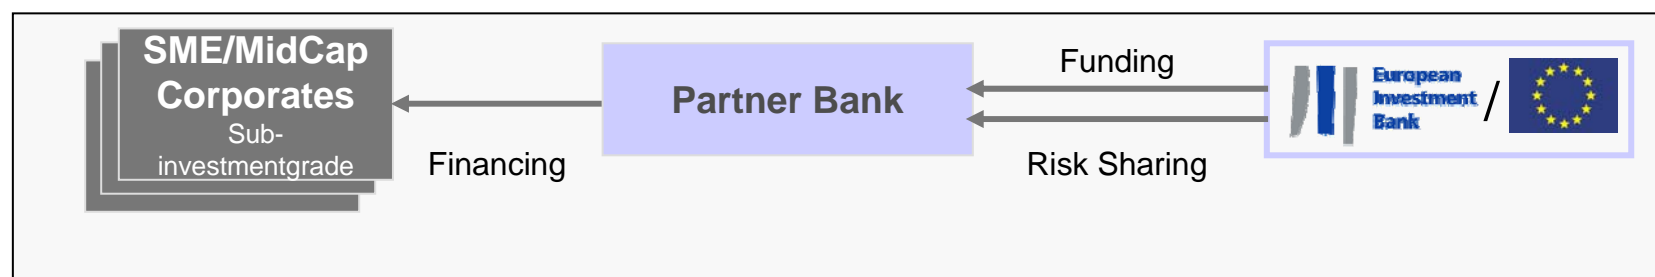 SME/MidCap
Corporates
Sub-
investmentgrade
Financing
Partner Bank
Funding
Risk Sharing
European
Investment
Bank
/